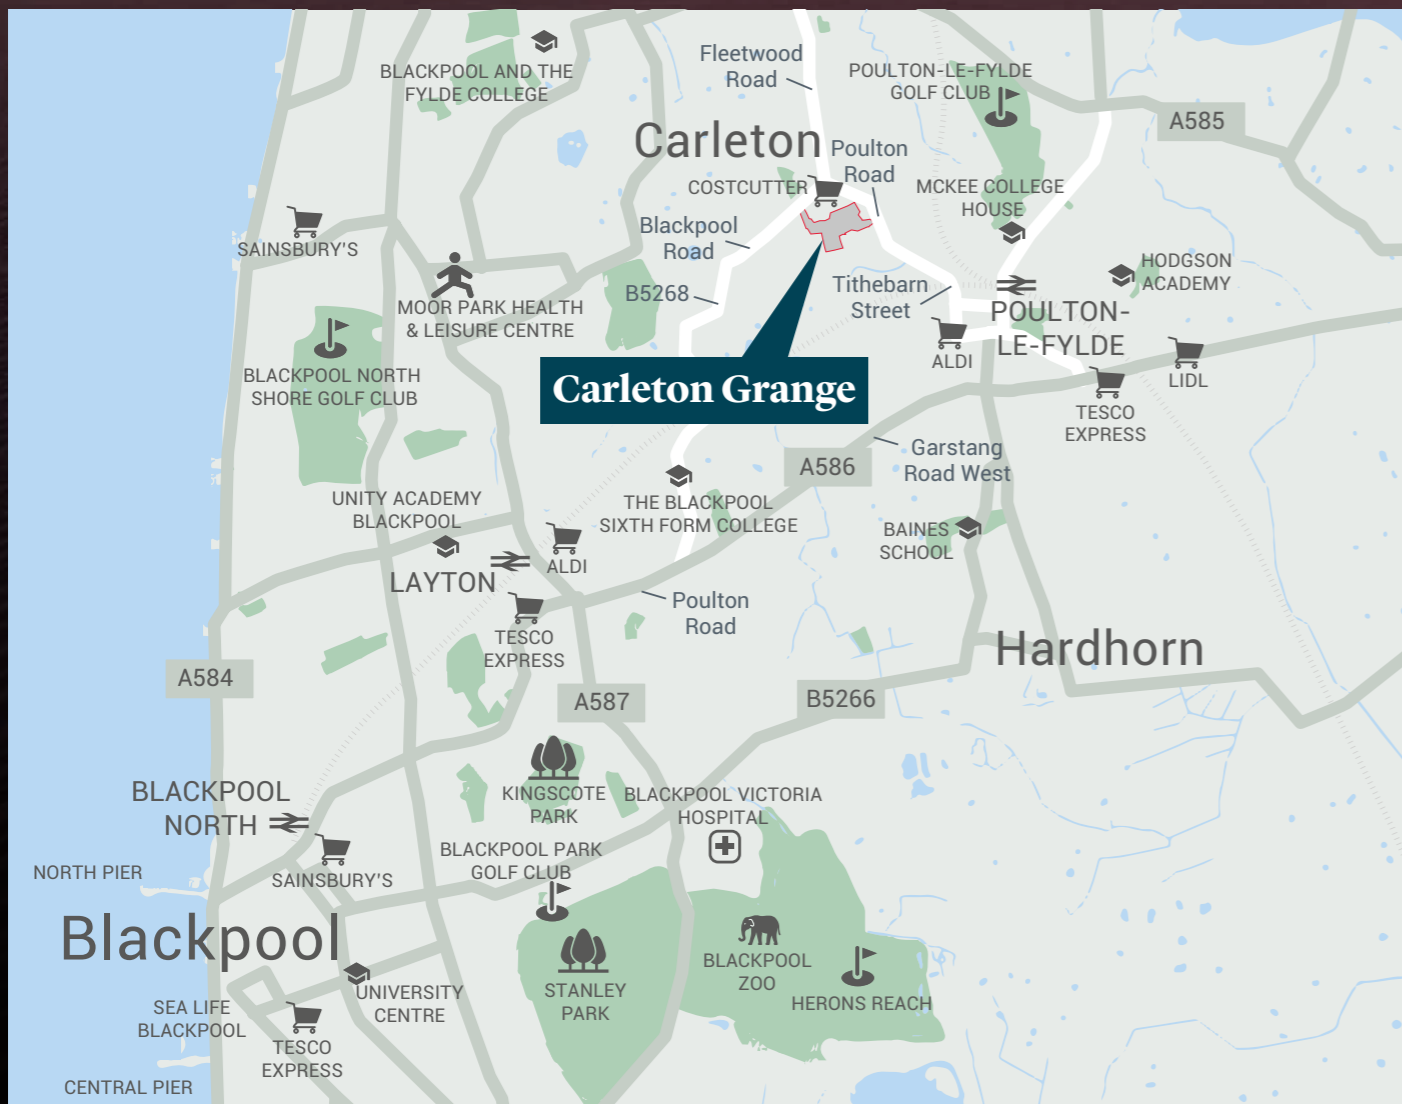 BLACKPOOL AND THE
FYLDE COLLEGE
Fleetwood
Road
POULTON-LE-FYLDE
GOLF CLUB
A585
Carleton
Poulton
Road
COSTCUTTER
MCKEE COLLEGE
HOUSE
SAINSBURY'S
Blackpool
Road
HODGSON
ACADEMY
B5268
Tithebarn
Street
MOOR PARK HEALTH
& LEISURE CENTRE
POULTON-
LE-FYLDE
ALDI
LIDL
BLACKPOOL NORTH
SHORE GOLF CLUB
Carleton Grange
TESCO
EXPRESS
Garstang
Road West
A586
UNITY ACADEMY
BLACKPOOL
THE BLACKPOOL
SIXTH FORM COLLEGE
BAINES
SCHOOL
ALDI
LAYTON
Poulton
Road
TESCO
EXPRESS
Hardhorn
A584
A587
B5266
BLACKPOOL
NORTH
KINGSCOTE
PARK
BLACKPOOL VICTORIA
HOSPITAL
NORTH PIER
SAINSBURY'S
BLACKPOOL PARK
GOLF CLUB
Blackpool
BLACKPOOL
ZOO
UNIVERSITY
CENTRE
STANLEY
PARK
HERONS REACH
SEA LIFE
BLACKPOOL
TESCO
EXPRESS
CENTRAL PIER